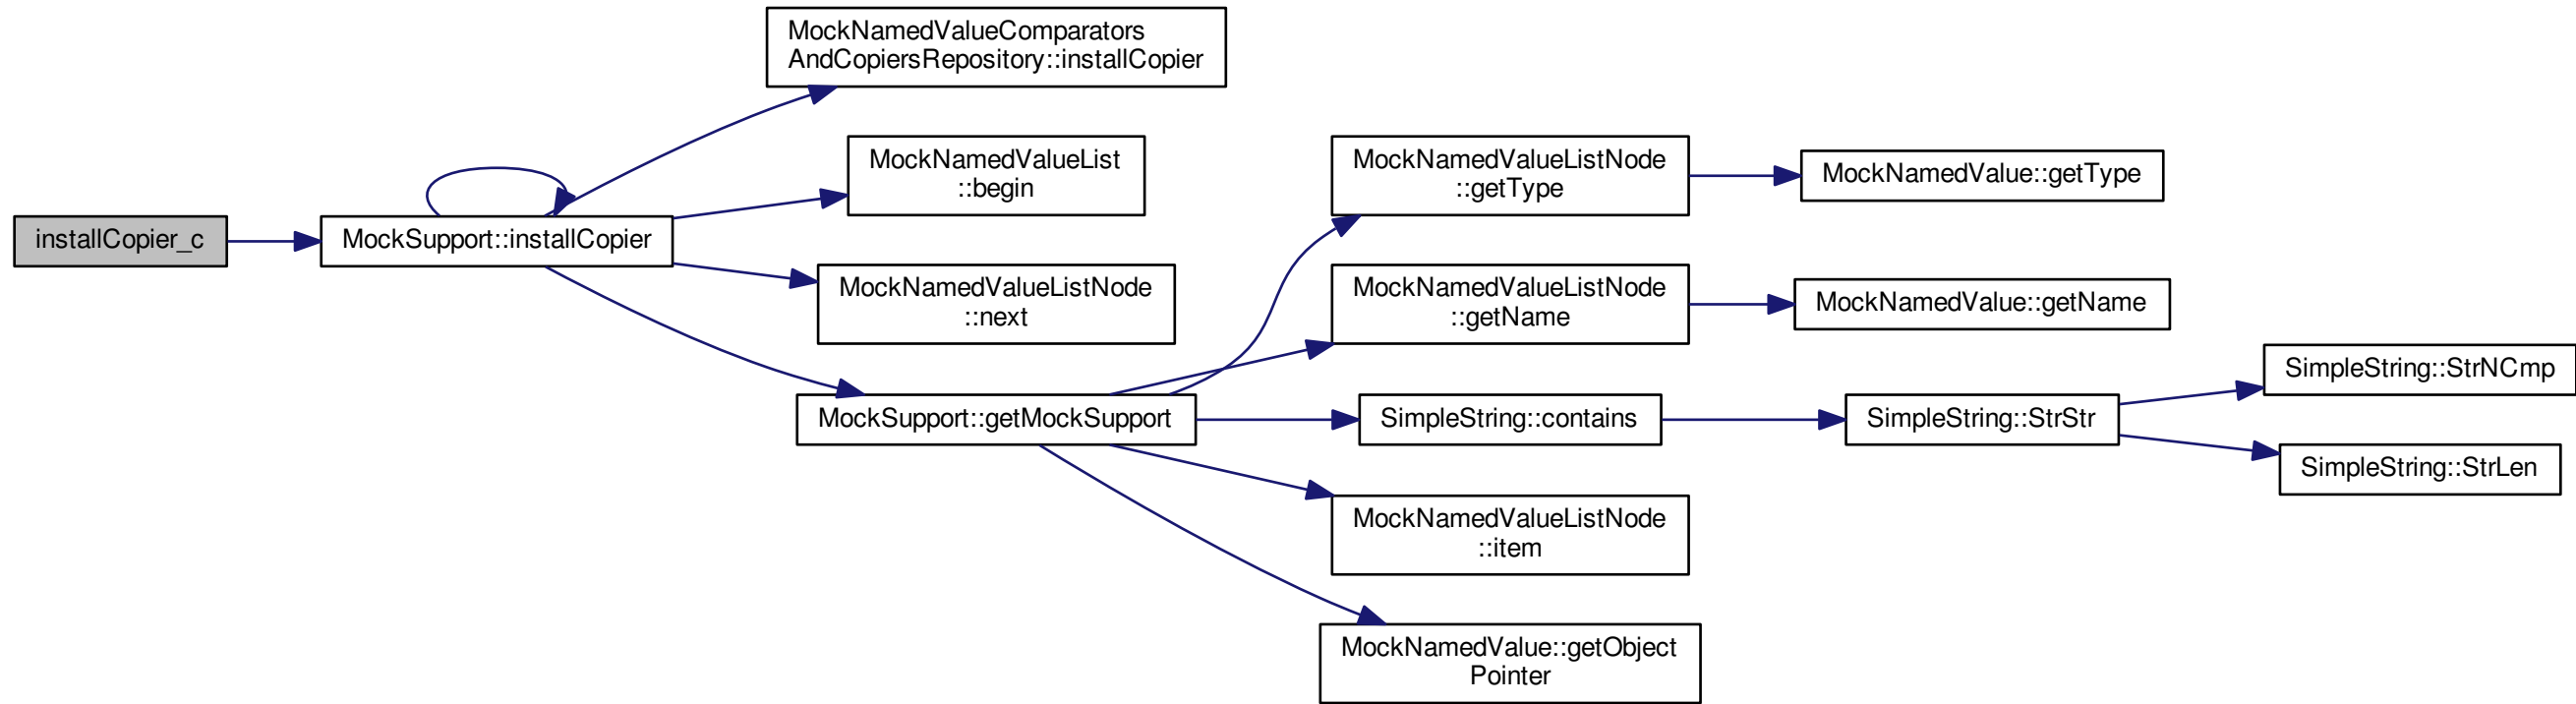 installCopier_c
MockSupport::installCopier
MockNamedValueComparators
AndCopiersRepository::installCopier
MockNamedValueList
::begin
MockNamedValueListNode
::next
MockSupport::getMockSupport
MockNamedValueListNode
::getType
MockNamedValueListNode
::getName
SimpleString::contains
MockNamedValueListNode
::item
MockNamedValue::getObject
Pointer
MockNamedValue::getType
MockNamedValue::getName
SimpleString::StrStr
SimpleString::StrNCmp
SimpleString::StrLen